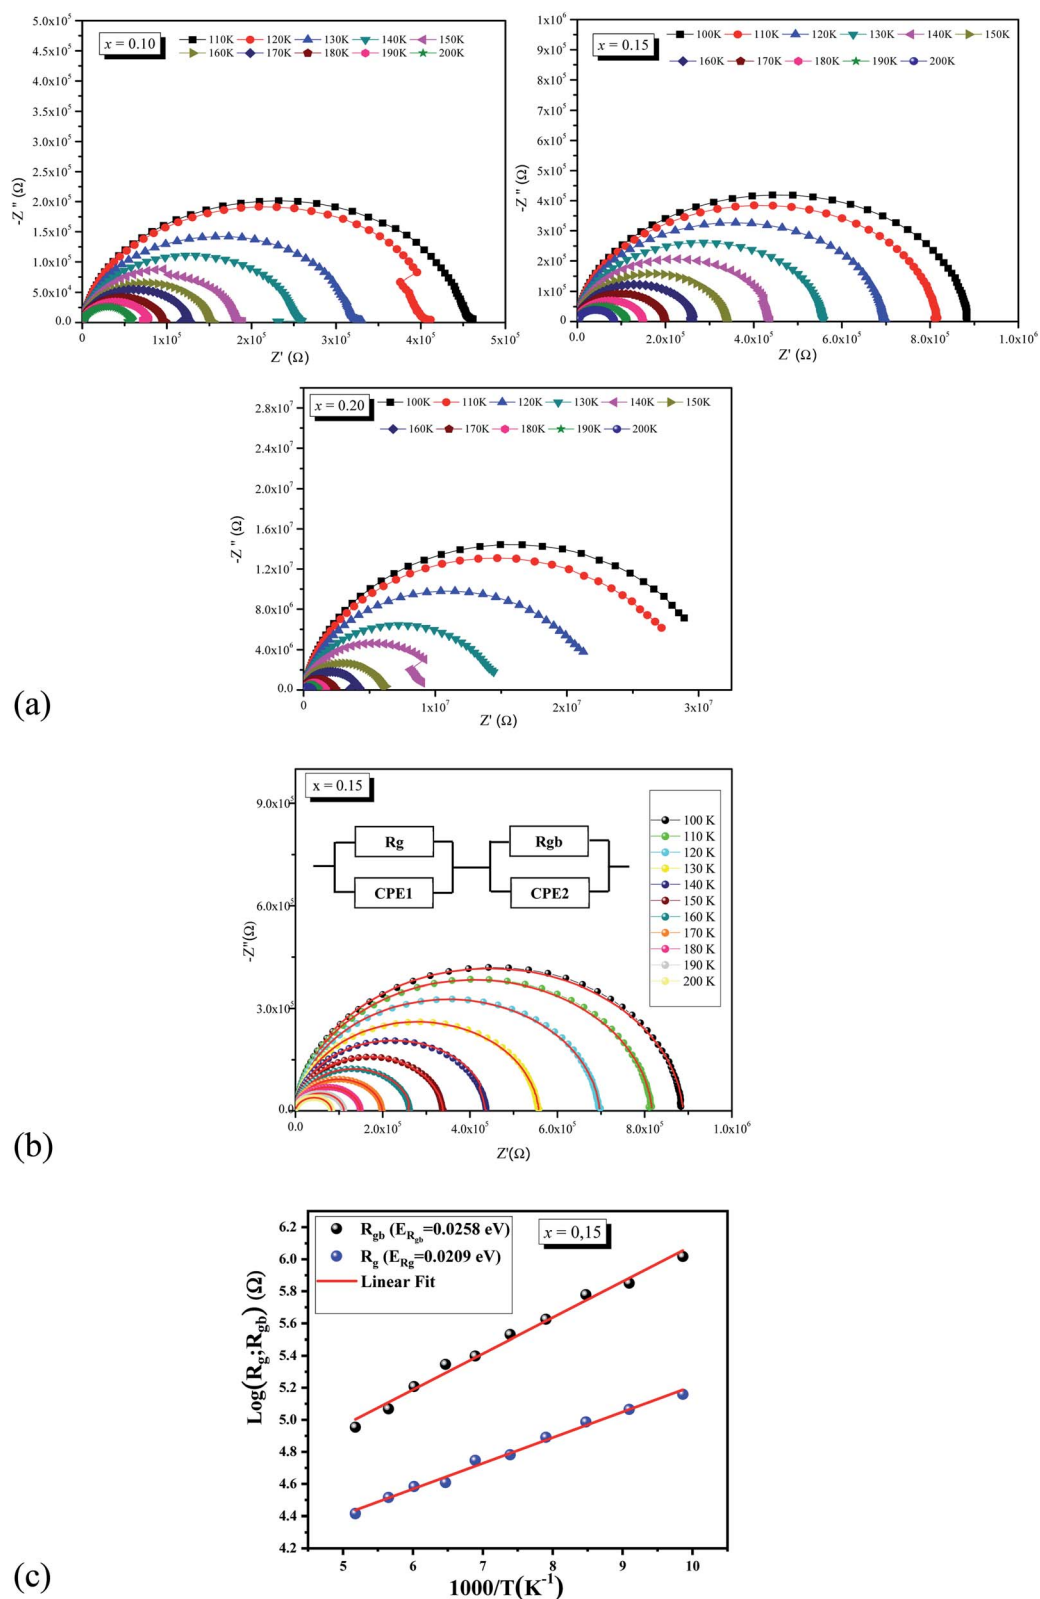 x = 0.10
110K 120K 130K 140K 150K
160K 170K 180K 190K 200K
5.0x10⁵
4.5x10⁵
4.0x10⁵
3.5x10⁵
3.0x10⁵
2.5x10⁵
2.0x10⁵
1.5x10⁵
1.0x10⁵
5.0x10⁴
0.0
-Z'' (Ω)
0 1x10⁵ 2x10⁵ 3x10⁵ 4x10⁵ 5x10⁵
Z' (Ω)
x = 0.15
100K 110K 120K 130K 140K 150K
160K 170K 180K 190K 200K
1x10⁶
9x10⁵
8x10⁵
7x10⁵
6x10⁵
5x10⁵
4x10⁵
3x10⁵
2x10⁵
1x10⁵
0.0
-Z'' (Ω)
0.0 2.0x10⁵ 4.0x10⁵ 6.0x10⁵ 8.0x10⁵ 1.0x10⁶
Z' (Ω)
x = 0.20
100K 110K 120K 130K 140K 150K
160K 170K 180K 190K 200K
2.8x10⁷
2.4x10⁷
2.0x10⁷
1.6x10⁷
1.2x10⁷
8.0x10⁶
4.0x10⁶
0.0
-Z'' (Ω)
0 1x10⁷ 2x10⁷ 3x10⁷
Z' (Ω)
(a)
x = 0.15
Rg
CPE1
Rgb
CPE2
100 K
110 K
120 K
130 K
140 K
150 K
160 K
170 K
180 K
190 K
200 K
9.0x10⁵
6.0x10⁵
3.0x10⁵
0.0
-Z''(Ω)
0.0 2.0x10⁵ 4.0x10⁵ 6.0x10⁵ 8.0x10⁵ 1.0x10⁶
Z'(Ω)
(b)
R_gb (E_Rgb=0.0258 eV)
R_g (E_Rg=0.0209 eV)
Linear Fit
x = 0,15
6.2
6.0
5.8
5.6
5.4
5.2
5.0
4.8
4.6
4.4
4.2
Log(R_g;R_gb) (Ω)
5 6 7 8 9 10
1000/T(K⁻¹)
(c)